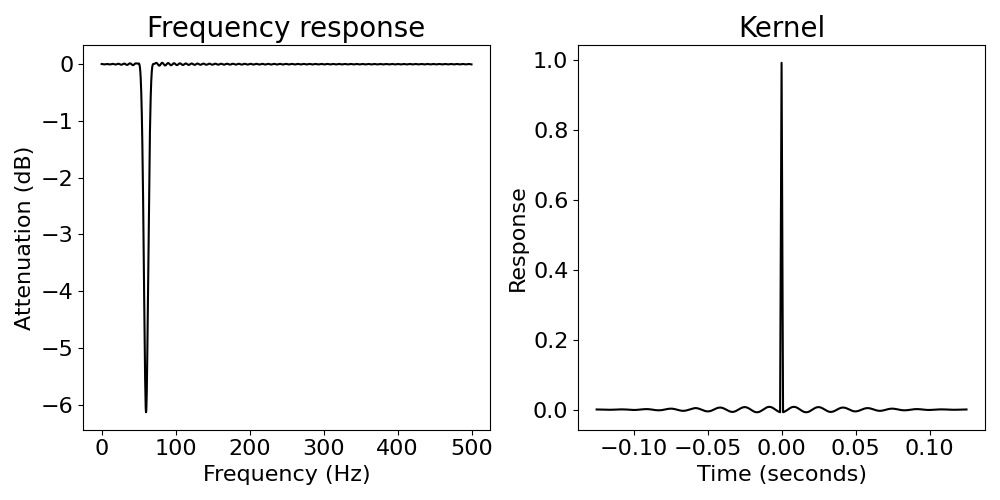 Frequency response
Attenuation (dB)
0
−1
−2
−3
−4
−5
−6
0 100 200 300 400 500
Frequency (Hz)
Kernel
Response
1.0
0.8
0.6
0.4
0.2
0.0
−0.10 −0.05 0.00 0.05 0.10
Time (seconds)